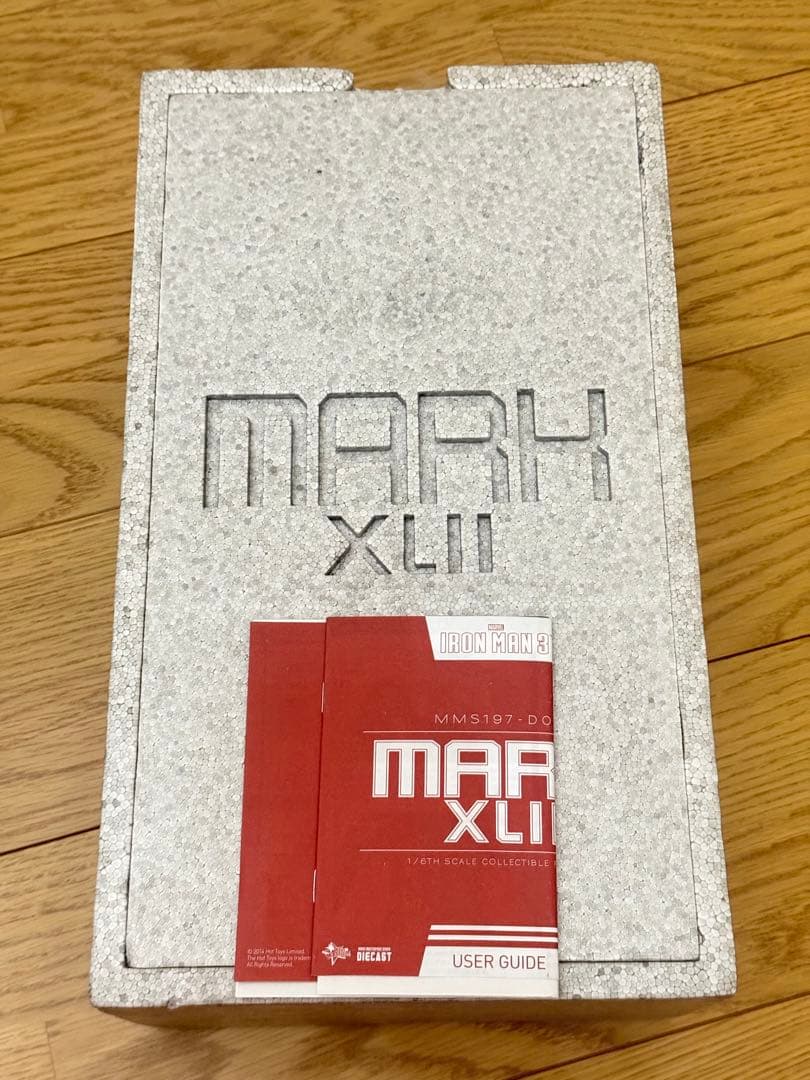 MARK
XLII
MARVEL
IRON MAN 3
MMS197-D0
MAR
XLI
1/6TH SCALE COLLECTIBLE
© 2014 Hot Toys Limited.
The Hot Toys logo is tradem
All Rights Reserved.
DIECAST
USER GUIDE